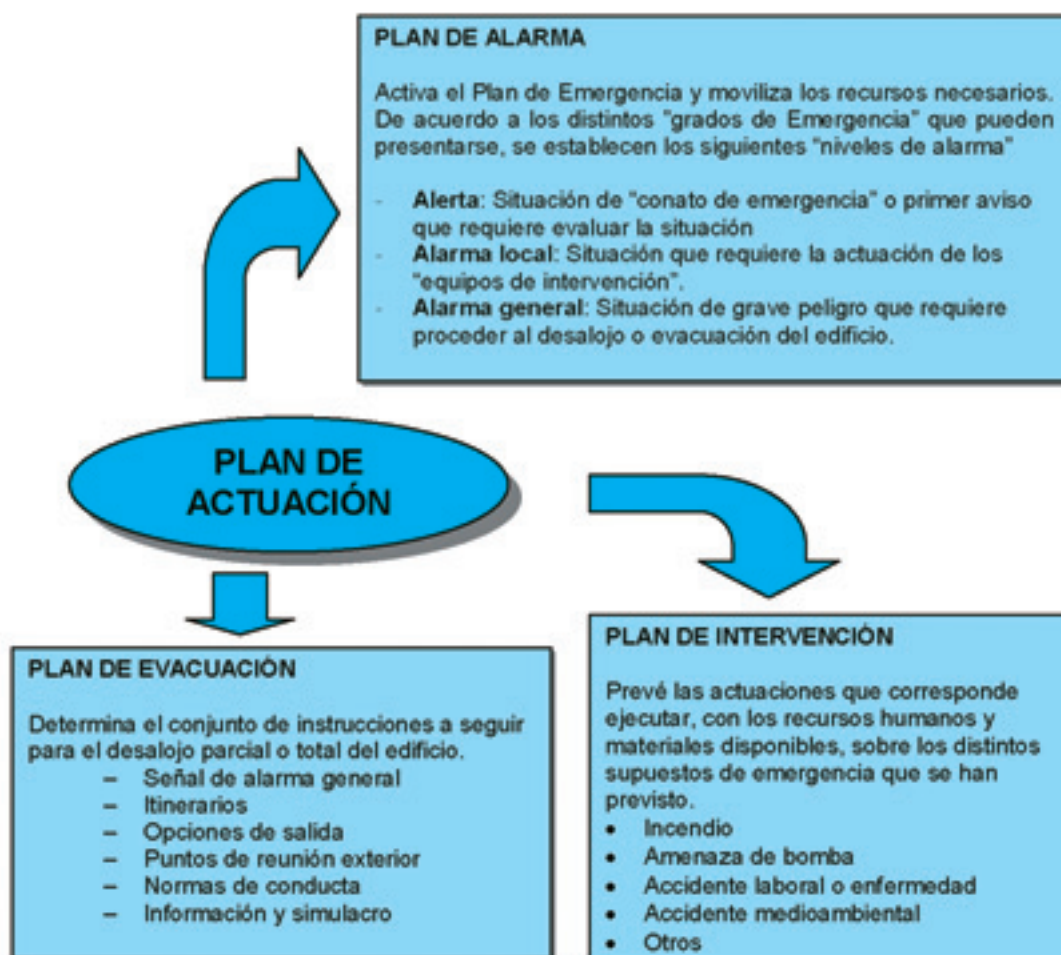 PLAN DE ALARMA
Activa el Plan de Emergencia y moviliza los recursos necesarios.
De acuerdo a los distintos "grados de Emergencia" que pueden
presentarse, se establecen los siguientes "niveles de alarma"
- Alerta: Situación de "conato de emergencia" o primer aviso
que requiere evaluar la situación
- Alarma local: Situación que requiere la actuación de los
"equipos de intervención".
- Alarma general: Situación de grave peligro que requiere
proceder al desalojo o evacuación del edificio.
PLAN DE
ACTUACIÓN
PLAN DE EVACUACIÓN
Determina el conjunto de instrucciones a seguir
para el desalojo parcial o total del edificio.
– Señal de alarma general
– Itinerarios
– Opciones de salida
– Puntos de reunión exterior
– Normas de conducta
– Información y simulacro
PLAN DE INTERVENCIÓN
Prevé las actuaciones que corresponde
ejecutar, con los recursos humanos y
materiales disponibles, sobre los distintos
supuestos de emergencia que se han
previsto.
• Incendio
• Amenaza de bomba
• Accidente laboral o enfermedad
• Accidente medioambiental
• Otros